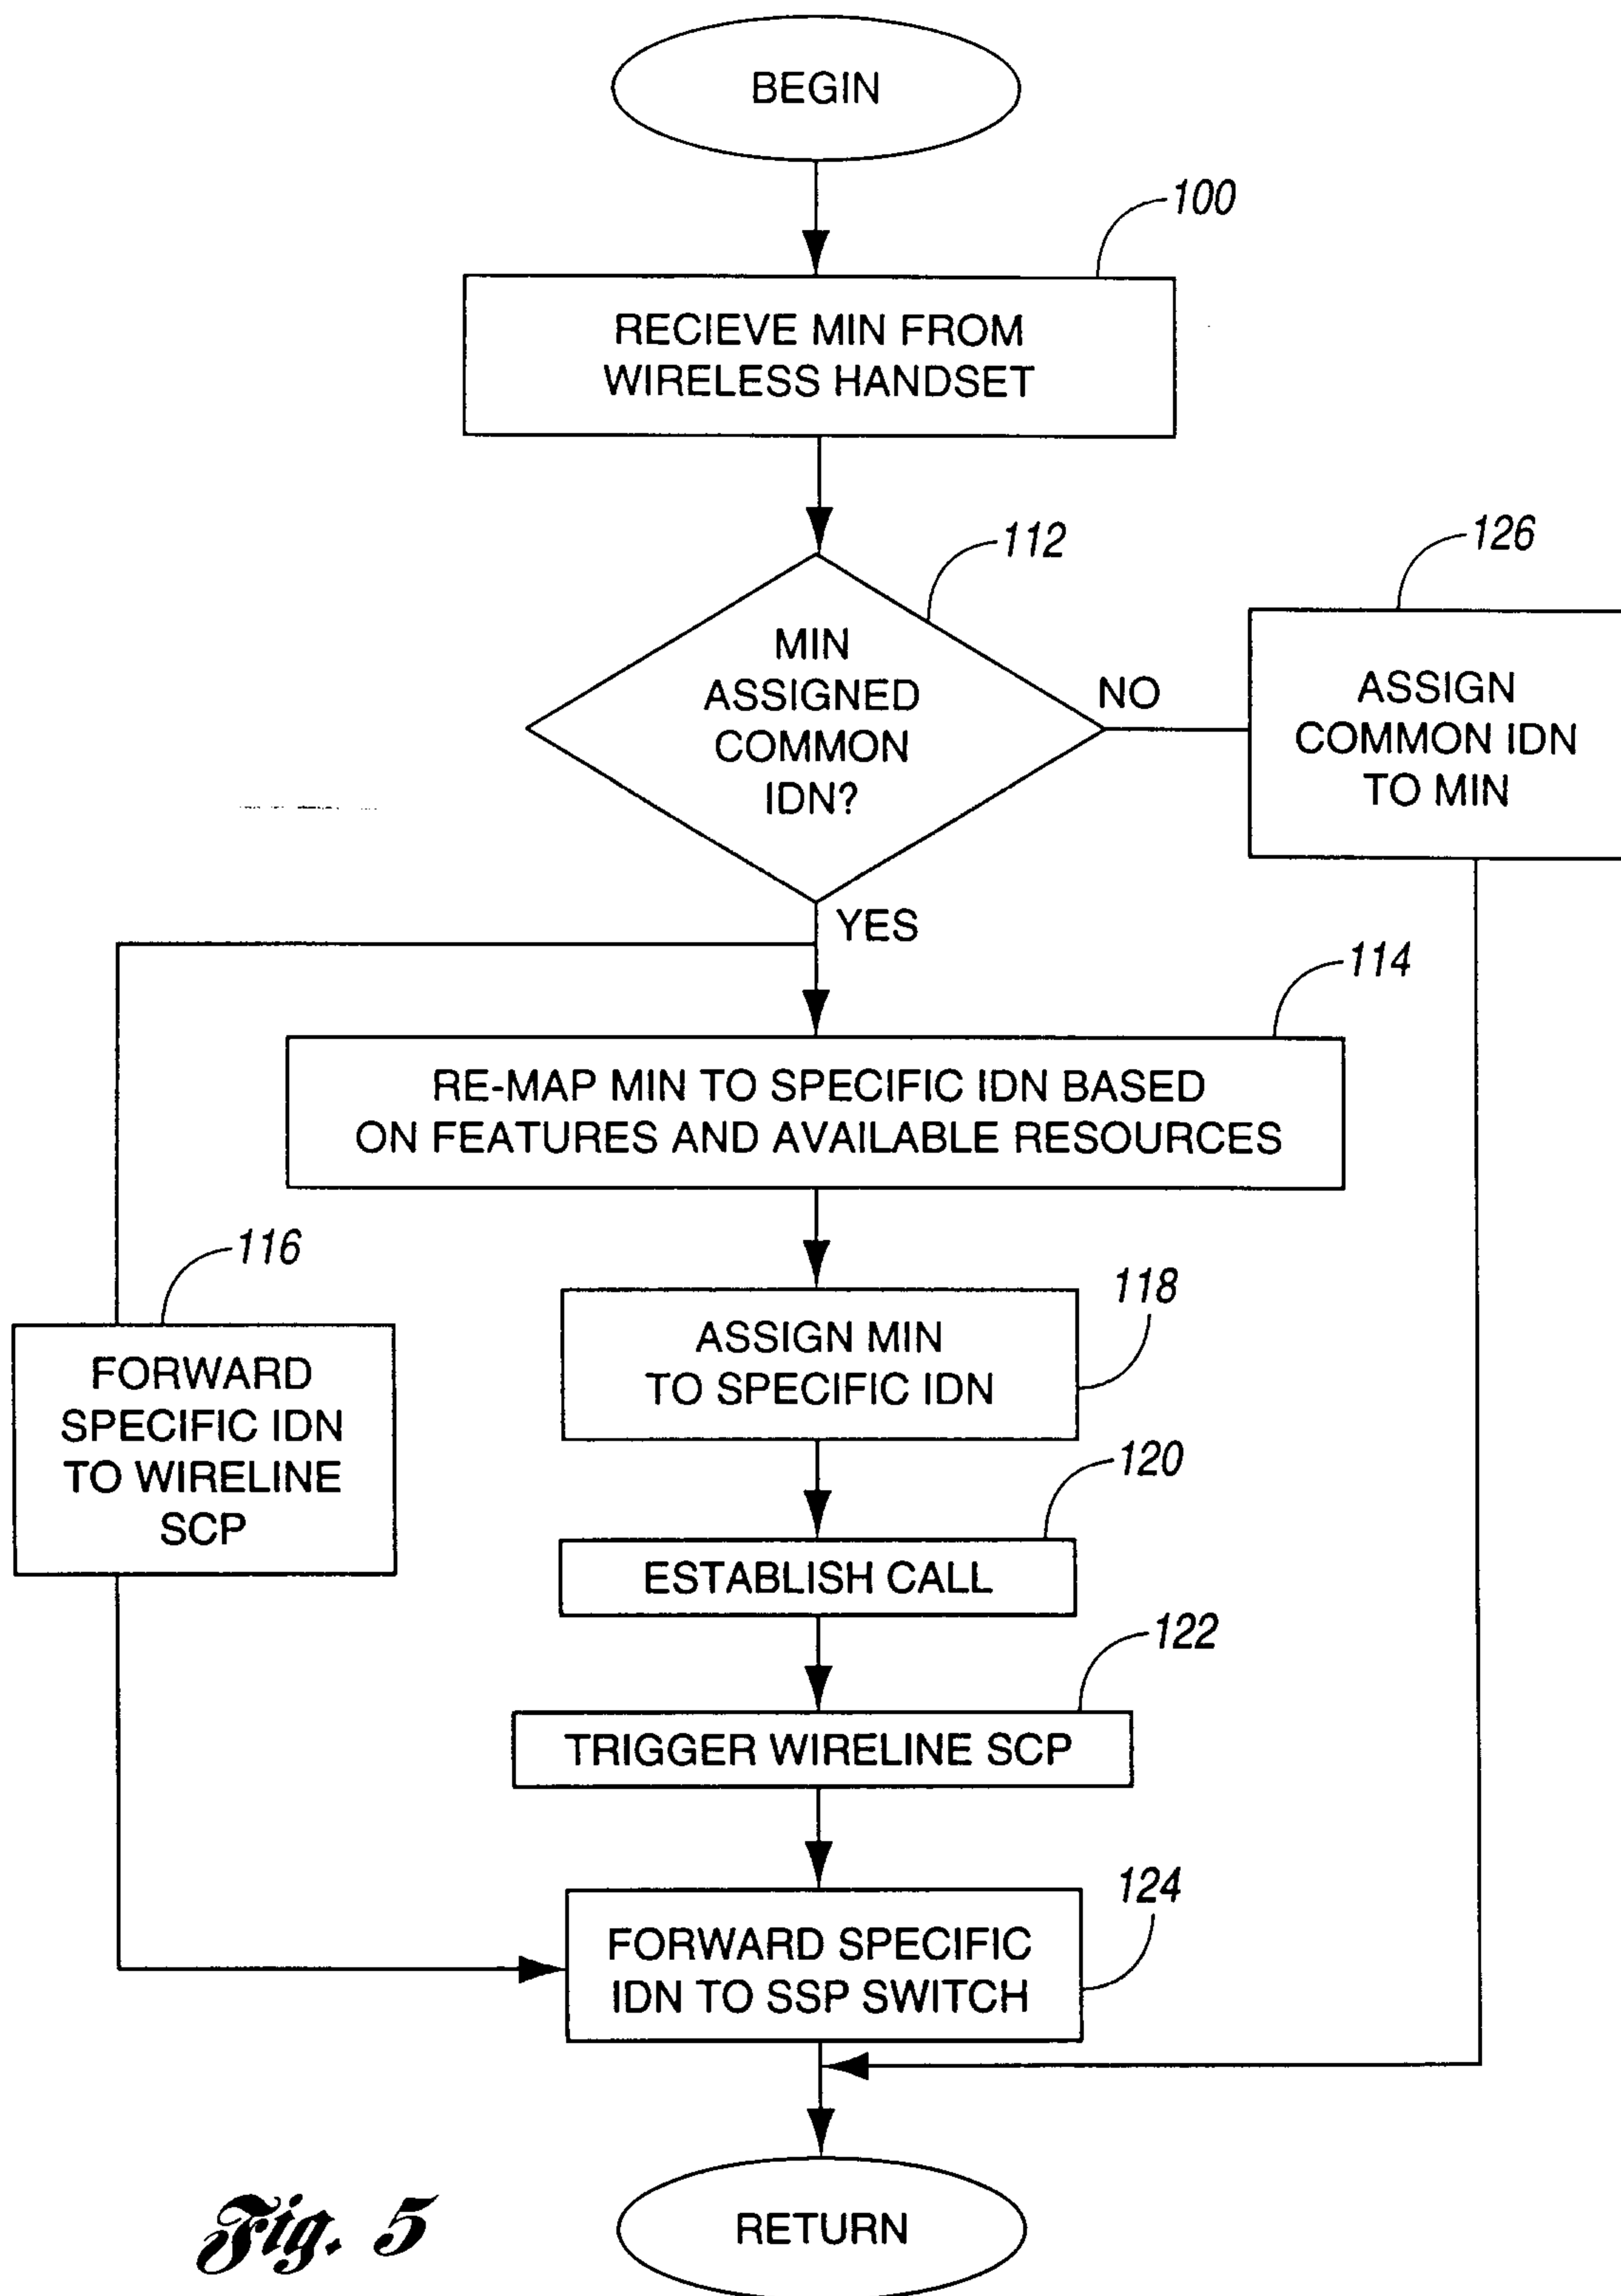 BEGIN
100
RECIEVE MIN FROM
WIRELESS HANDSET
112
126
MIN
ASSIGNED
COMMON
IDN?
NO
ASSIGN
COMMON IDN
TO MIN
YES
114
RE-MAP MIN TO SPECIFIC IDN BASED
ON FEATURES AND AVAILABLE RESOURCES
116
FORWARD
SPECIFIC IDN
TO WIRELINE
SCP
118
ASSIGN MIN
TO SPECIFIC IDN
120
ESTABLISH CALL
122
TRIGGER WIRELINE SCP
124
FORWARD SPECIFIC
IDN TO SSP SWITCH
RETURN
Fig. 5